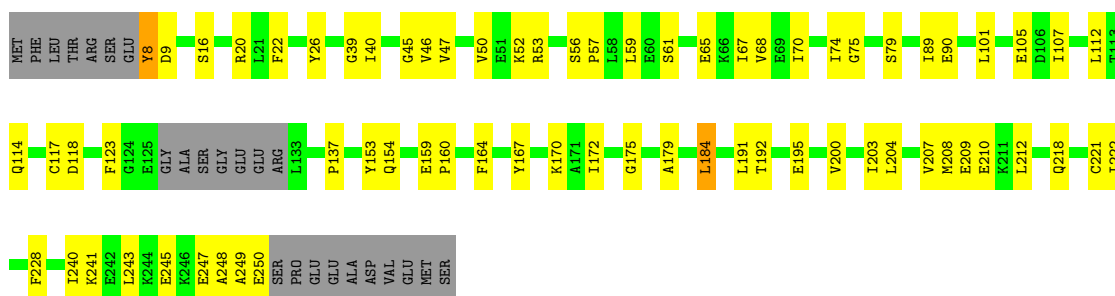 MET PHE LEU THR ARG SER GLU Y8 D9 S16 R20 L21 F22 Y26 G39 I40 G45 V46 V47 V50 E51 K52 R53 S56 P57 L58 L59 E60 S61 E65 K66 I67 V68 E69 I70 I74 G75 S79 I89 E90 L101 E105 D106 I107 L112 T113
Q114 C117 D118 F123 G124 E125 GLY ALA SER GLY GLU GLU ARG L133 P137 Y153 Q154 E159 P160 F164 Y167 K170 A171 I172 G175 A179 L184 L191 T192 E195 V200 I203 L204 V207 M208 E209 E210 K211 L212 Q218 C221
F228 I240 K241 E242 L243 K244 E245 K246 E247 A248 A249 E250 SER PRO GLU GLU ALA ASP VAL GLU MET SER